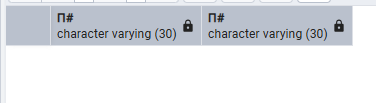 П# П#
character varying (30) character varying (30)